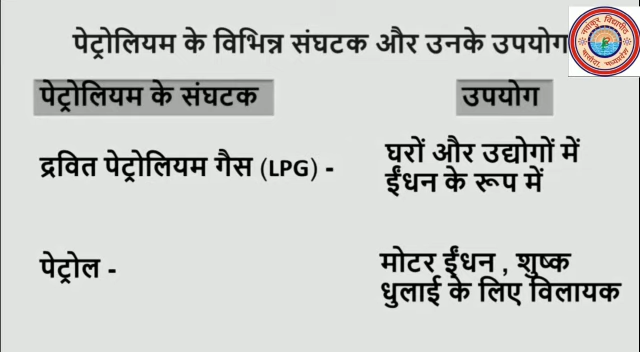 पेट्रोलियम के विभिन्न संघटक और उनके उपयोग
पेट्रोलियम के संघटक
उपयोग
द्रवित पेट्रोलियम गैस (LPG) -
घरों और उद्योगों में
ईंधन के रूप में
पेट्रोल -
मोटर ईंधन , शुष्क
धुलाई के लिए विलायक